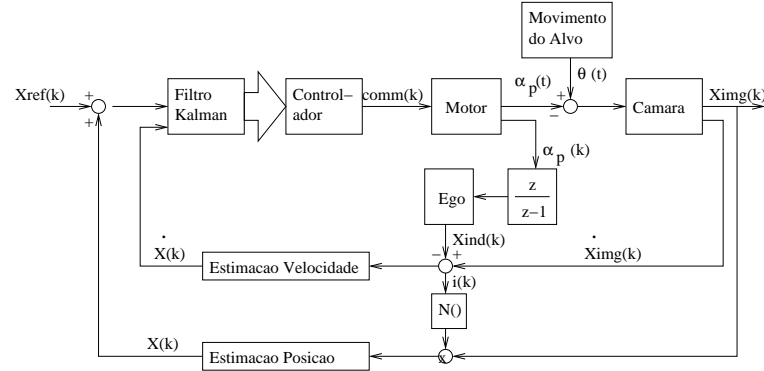 Movimento
do Alvo
Xref(k)
+
+
Filtro
Kalman
Control–
ador
comm(k)
Motor
α p (t)
θ (t)
+
−
Camara
Ximg(k)
α p (k)
z
z−1
Ego
Xind(k)
− +
Ẋ(k)
Estimacao Velocidade
Ẋimg(k)
i(k)
N()
X(k)
Estimacao Posicao
x